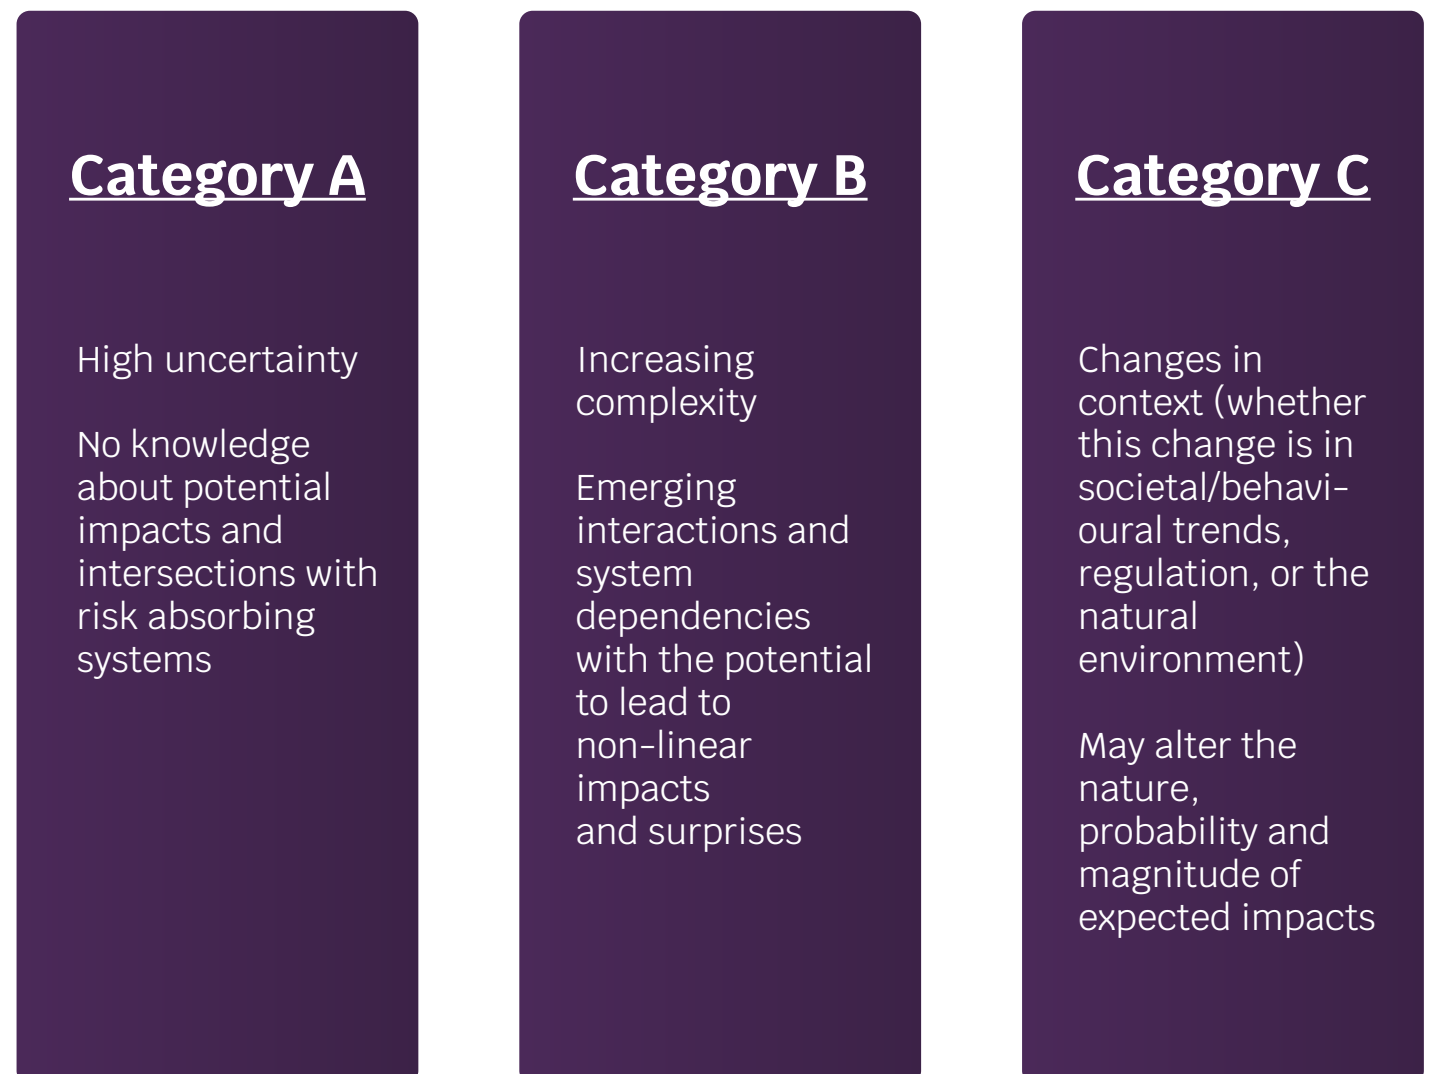 Category A
High uncertainty
No knowledge
about potential
impacts and
intersections with
risk absorbing
systems
Category B
Increasing
complexity
Emerging
interactions and
system
dependencies
with the potential
to lead to
non-linear
impacts
and surprises
Category C
Changes in
context (whether
this change is in
societal/behavi-
oural trends,
regulation, or the
natural
environment)
May alter the
nature,
probability and
magnitude of
expected impacts